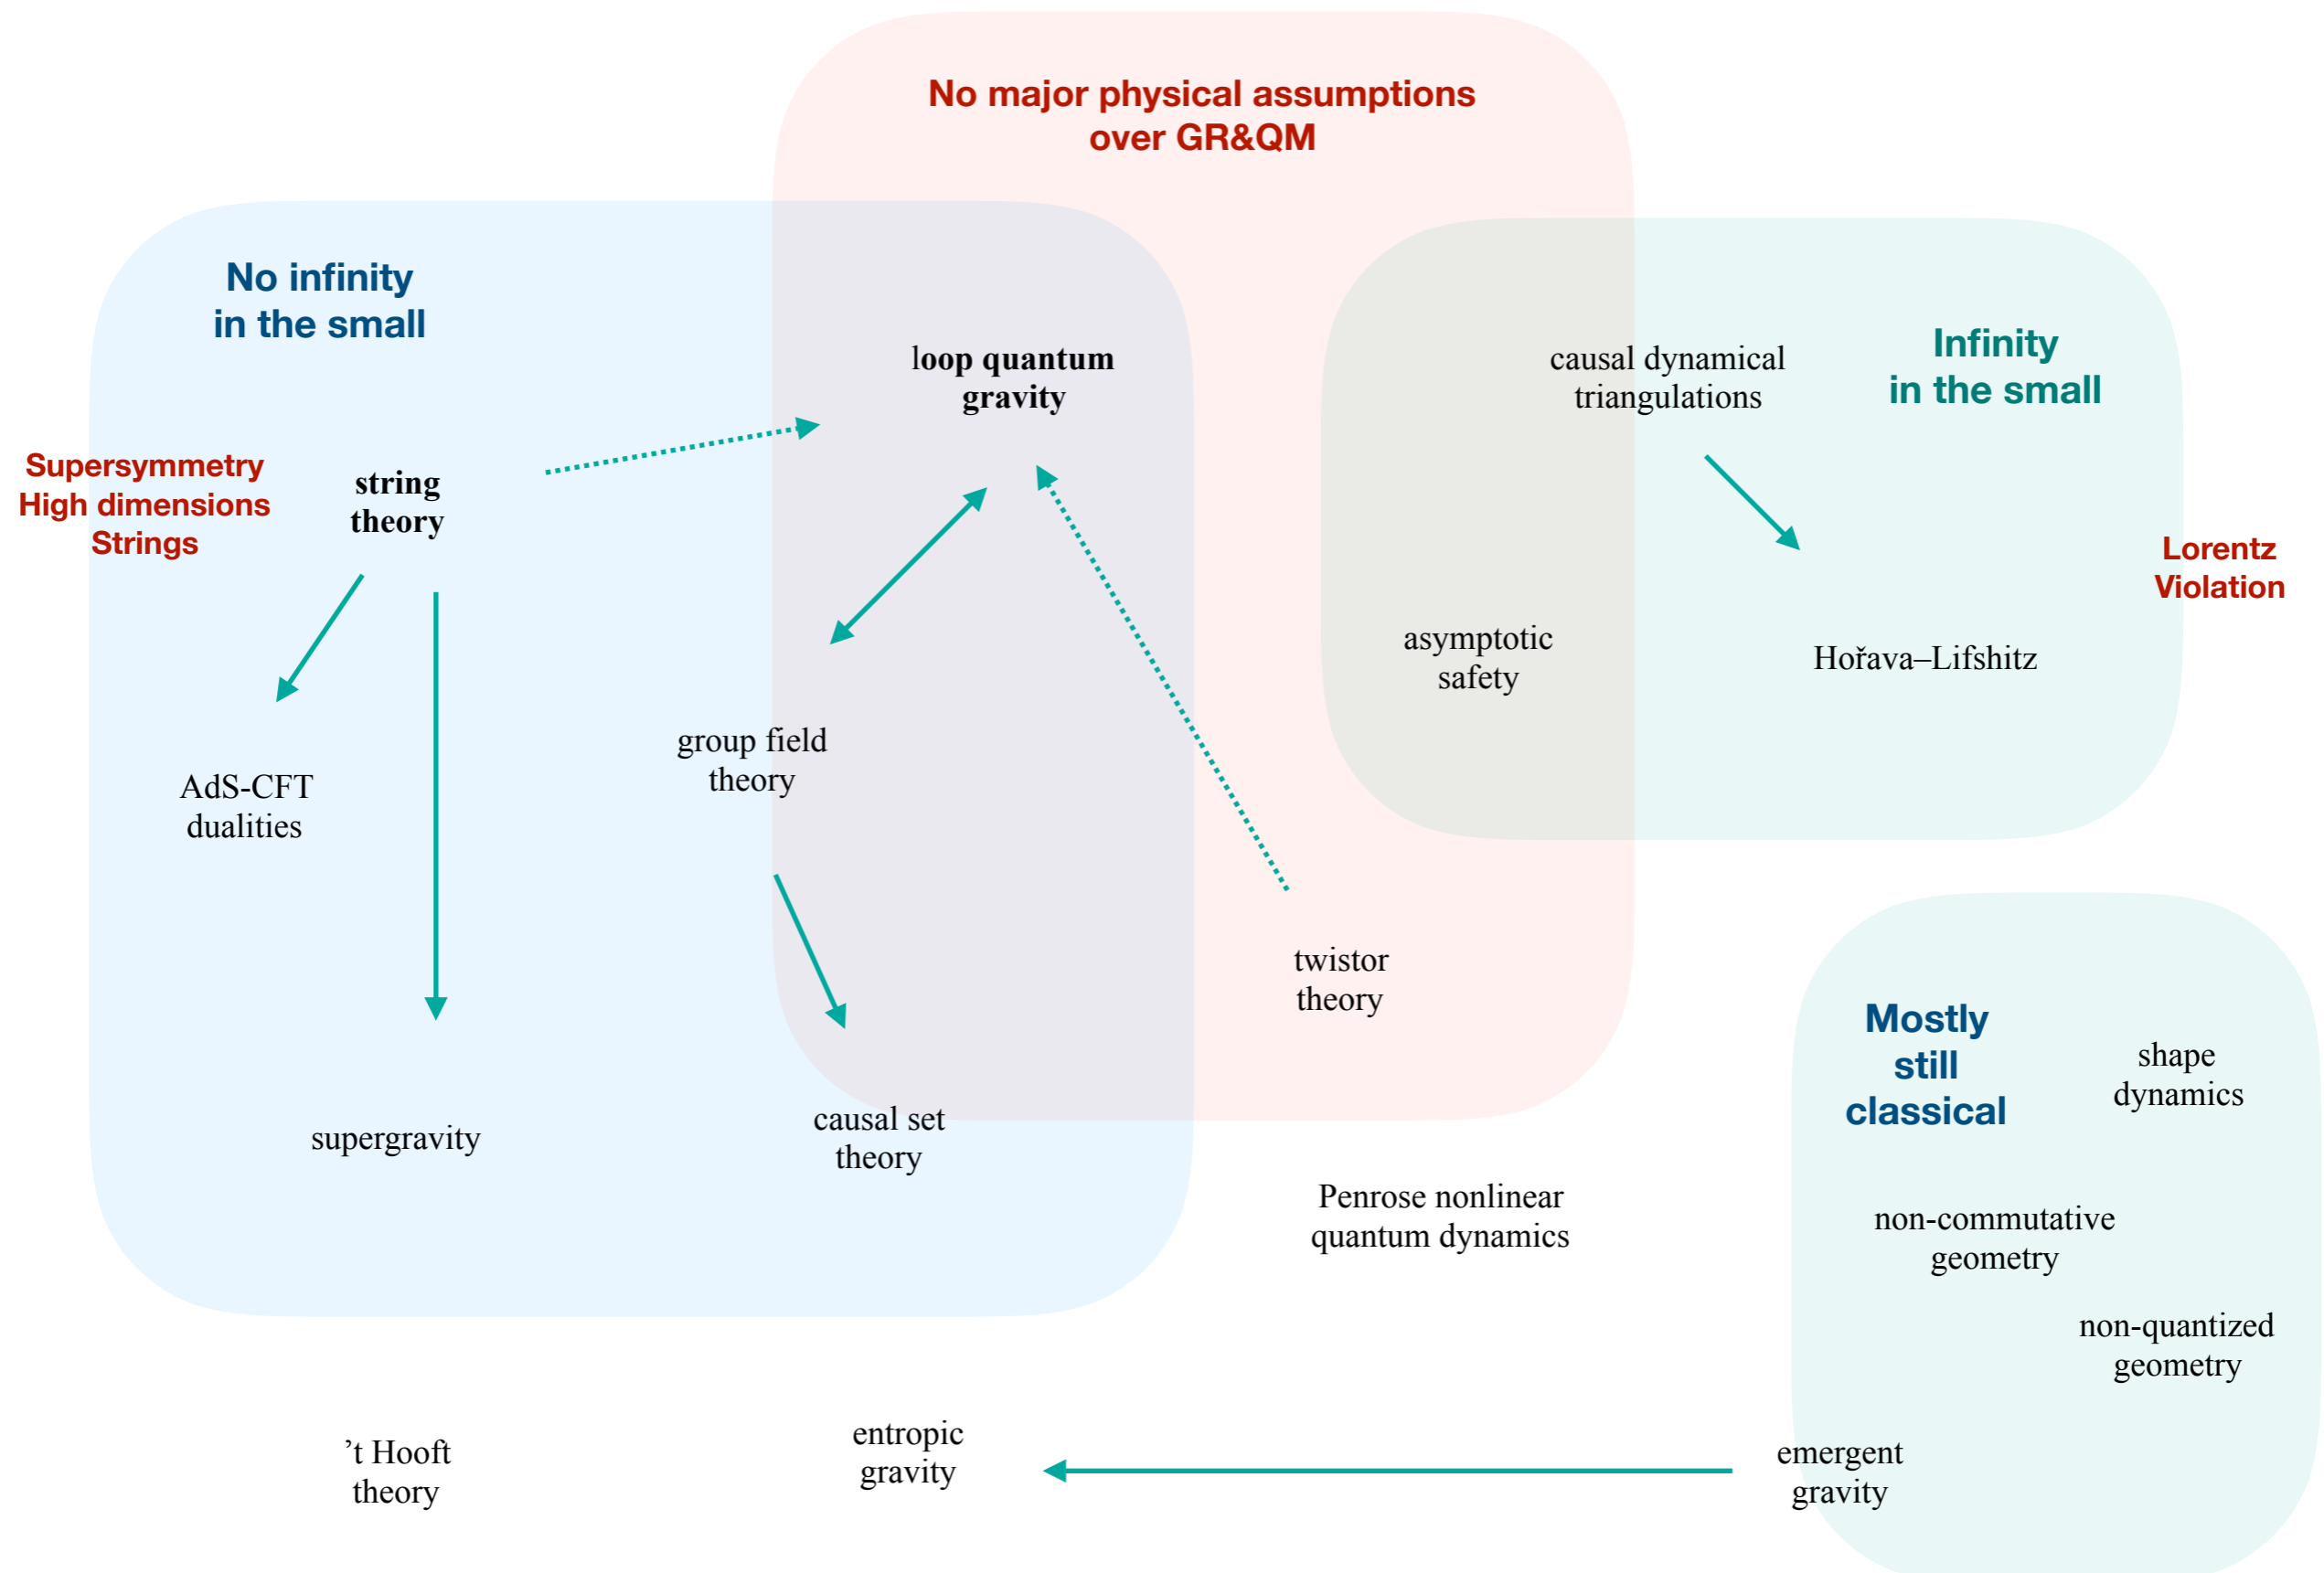 No major physical assumptions
over GR&QM
No infinity
in the small
loop quantum
gravity
causal dynamical
triangulations
Infinity
in the small
Supersymmetry
High dimensions
Strings
string
theory
Lorentz
Violation
asymptotic
safety
Hořava–Lifshitz
group field
theory
AdS-CFT
dualities
twistor
theory
Mostly
still
classical
shape
dynamics
supergravity
causal set
theory
Penrose nonlinear
quantum dynamics
non-commutative
geometry
non-quantized
geometry
’t Hooft
theory
entropic
gravity
emergent
gravity